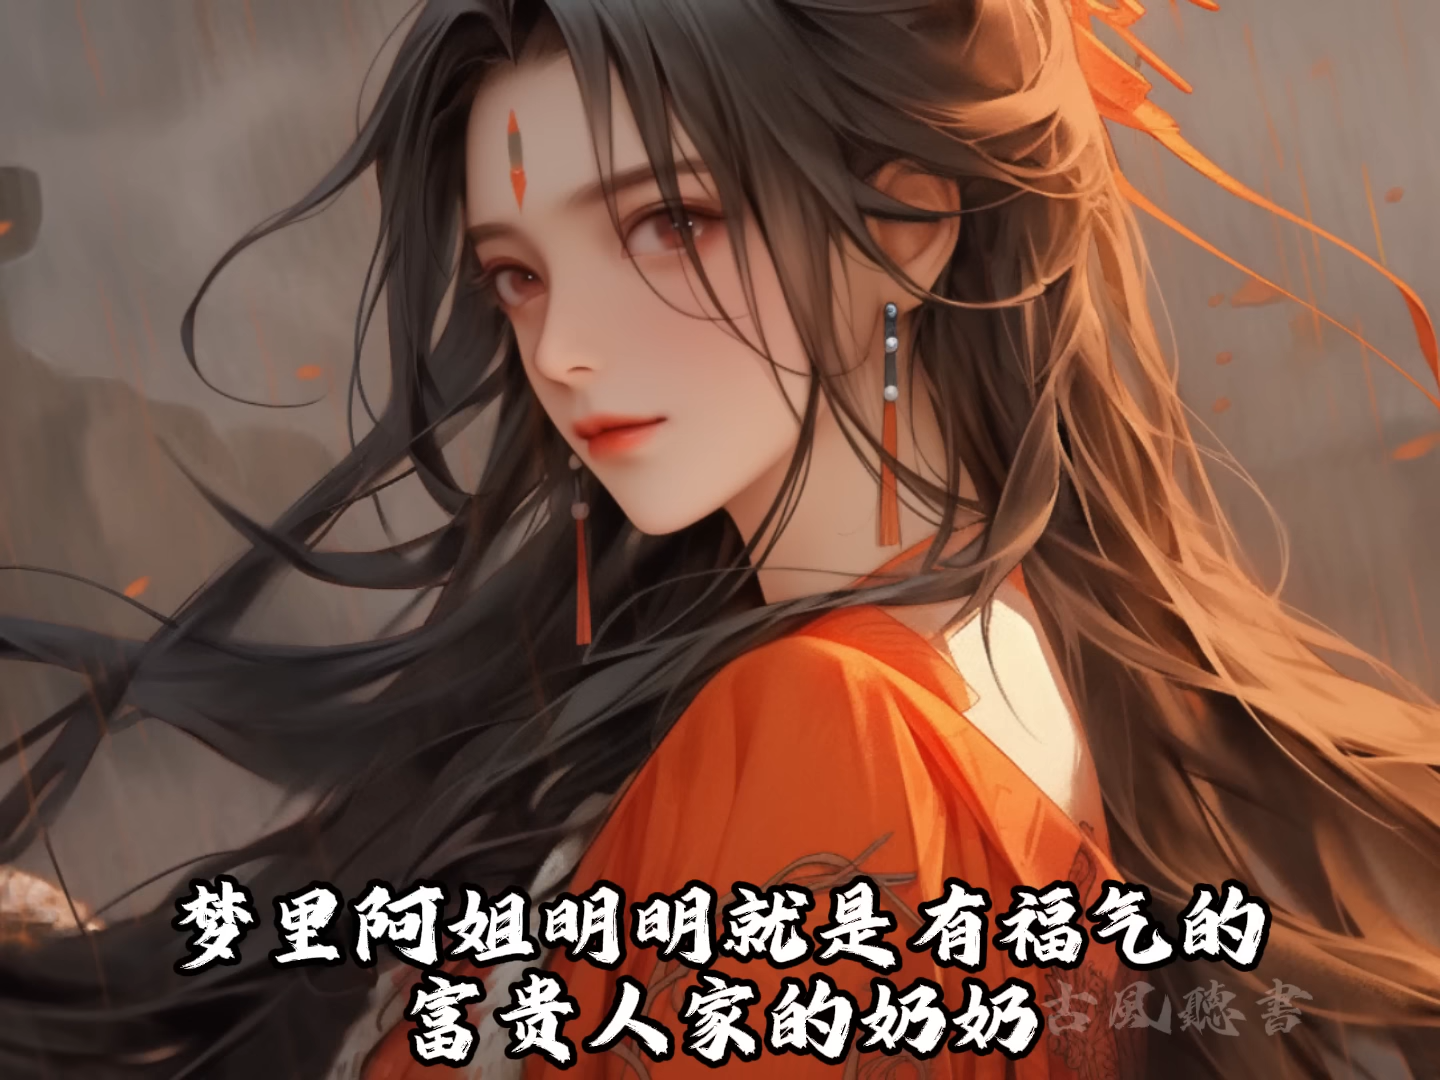 梦里阿姐明明就是有福气的
富贵人家的奶奶
古風聽書